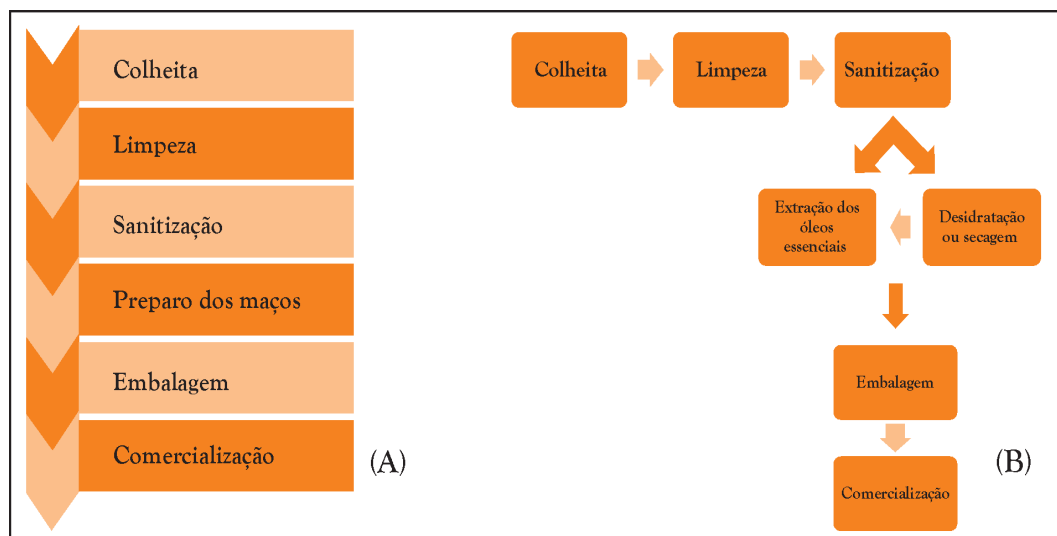 Colheita
Limpeza
Sanitização
Preparo dos maços
Embalagem
Comercialização
(A)
Colheita
Limpeza
Sanitização
Extração dos
óleos
essenciais
Desidratação
ou secagem
Embalagem
Comercialização
(B)